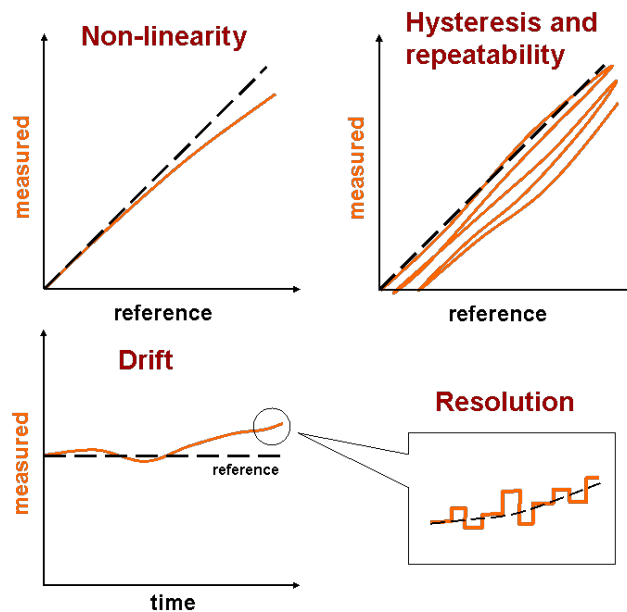 Non-linearity
measured
reference
Hysteresis and
repeatability
measured
reference
Drift
measured
reference
time
Resolution